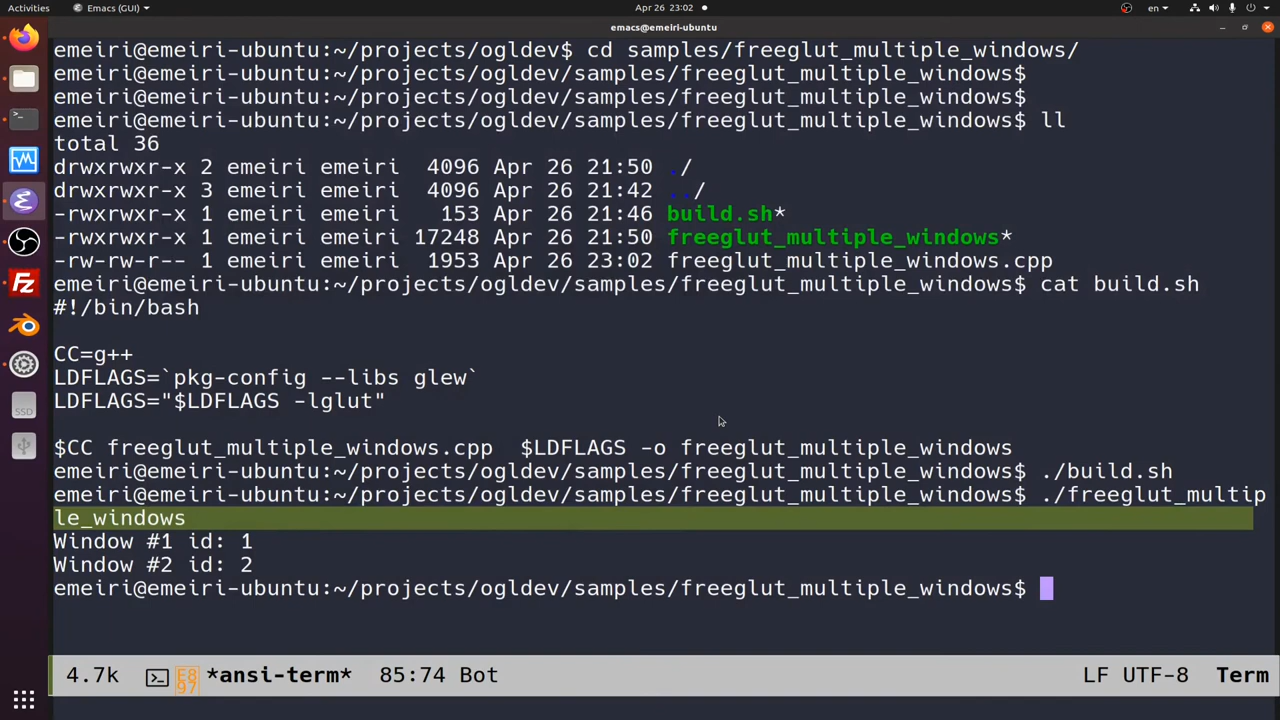 Activities
Emacs (GUI)
Apr 26 23:02
en
emacs@emeiri-ubuntu
emeiri@emeiri-ubuntu:~/projects/ogldev$ cd samples/freeglut_multiple_windows/
emeiri@emeiri-ubuntu:~/projects/ogldev/samples/freeglut_multiple_windows$
emeiri@emeiri-ubuntu:~/projects/ogldev/samples/freeglut_multiple_windows$
emeiri@emeiri-ubuntu:~/projects/ogldev/samples/freeglut_multiple_windows$ ll
total 36
drwxrwxr-x 2 emeiri emeiri  4096 Apr 26 21:50 ./
drwxrwxr-x 3 emeiri emeiri  4096 Apr 26 21:42 ../
-rwxrwxr-x 1 emeiri emeiri   153 Apr 26 21:46 build.sh*
-rwxrwxr-x 1 emeiri emeiri 17248 Apr 26 21:50 freeglut_multiple_windows*
-rw-rw-r-- 1 emeiri emeiri  1953 Apr 26 23:02 freeglut_multiple_windows.cpp
emeiri@emeiri-ubuntu:~/projects/ogldev/samples/freeglut_multiple_windows$ cat build.sh
#!/bin/bash
CC=g++
LDFLAGS=`pkg-config --libs glew`
LDFLAGS="$LDFLAGS -lglut"
$CC freeglut_multiple_windows.cpp  $LDFLAGS -o freeglut_multiple_windows
emeiri@emeiri-ubuntu:~/projects/ogldev/samples/freeglut_multiple_windows$ ./build.sh
emeiri@emeiri-ubuntu:~/projects/ogldev/samples/freeglut_multiple_windows$ ./freeglut_multip
le_windows
Window #1 id: 1
Window #2 id: 2
emeiri@emeiri-ubuntu:~/projects/ogldev/samples/freeglut_multiple_windows$
4.7k E897 *ansi-term* 85:74 Bot LF UTF-8 Term
Fz
SSD